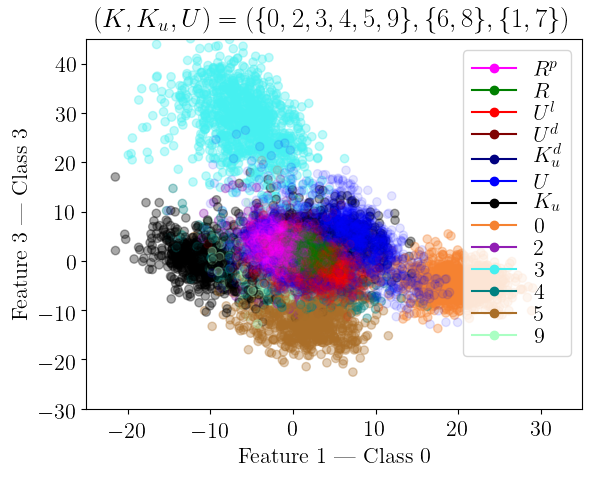 (K, K_u, U) = ({0, 2, 3, 4, 5, 9}, {6, 8}, {1, 7})
40
30
20
10
0
−10
−20
−30
Feature 3 — Class 3
R^p
R
U^l
U^d
K_u^d
U
K_u
0
2
3
4
5
9
−20 −10 0 10 20 30
Feature 1 — Class 0